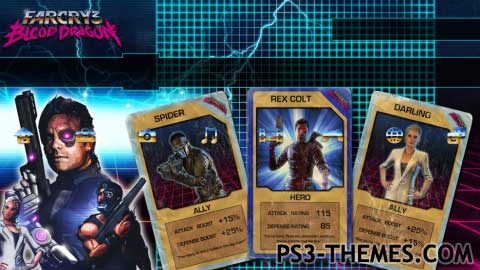 FARCRY3
BLOOD DRAGON
SPIDER
ALLY
ATTACK BOOST +15%
DEFENSE BOOST +25%
REX COLT
HERO
ATTACK RATING 115
DEFENSE RATING 85
DARLING
ALLY
ATTACK BOOST +25%
DEFENSE BOOST +15%
PS3-THEMES.COM